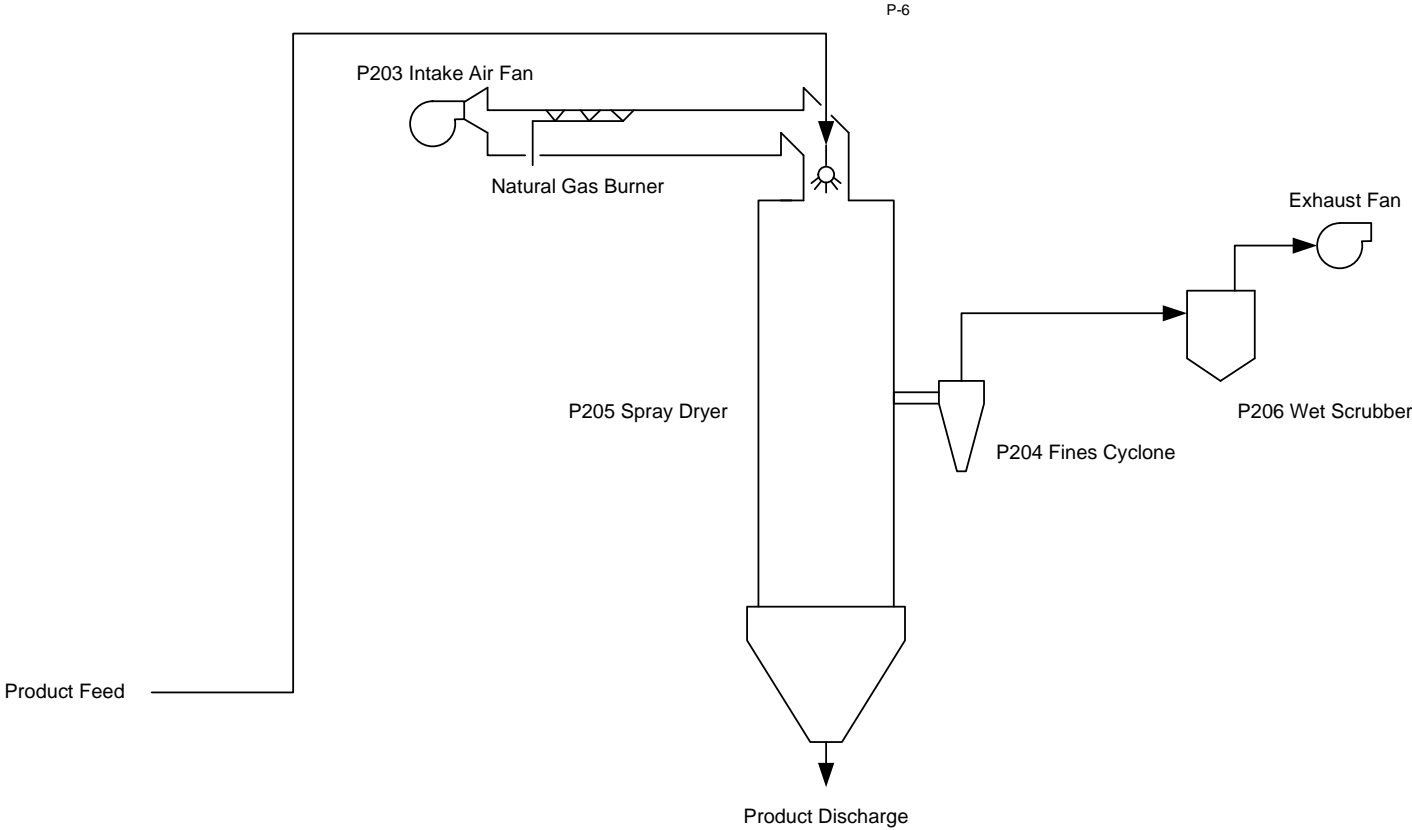 P-6
P203 Intake Air Fan
Natural Gas Burner
Exhaust Fan
P205 Spray Dryer
P206 Wet Scrubber
P204 Fines Cyclone
Product Feed
Product Discharge